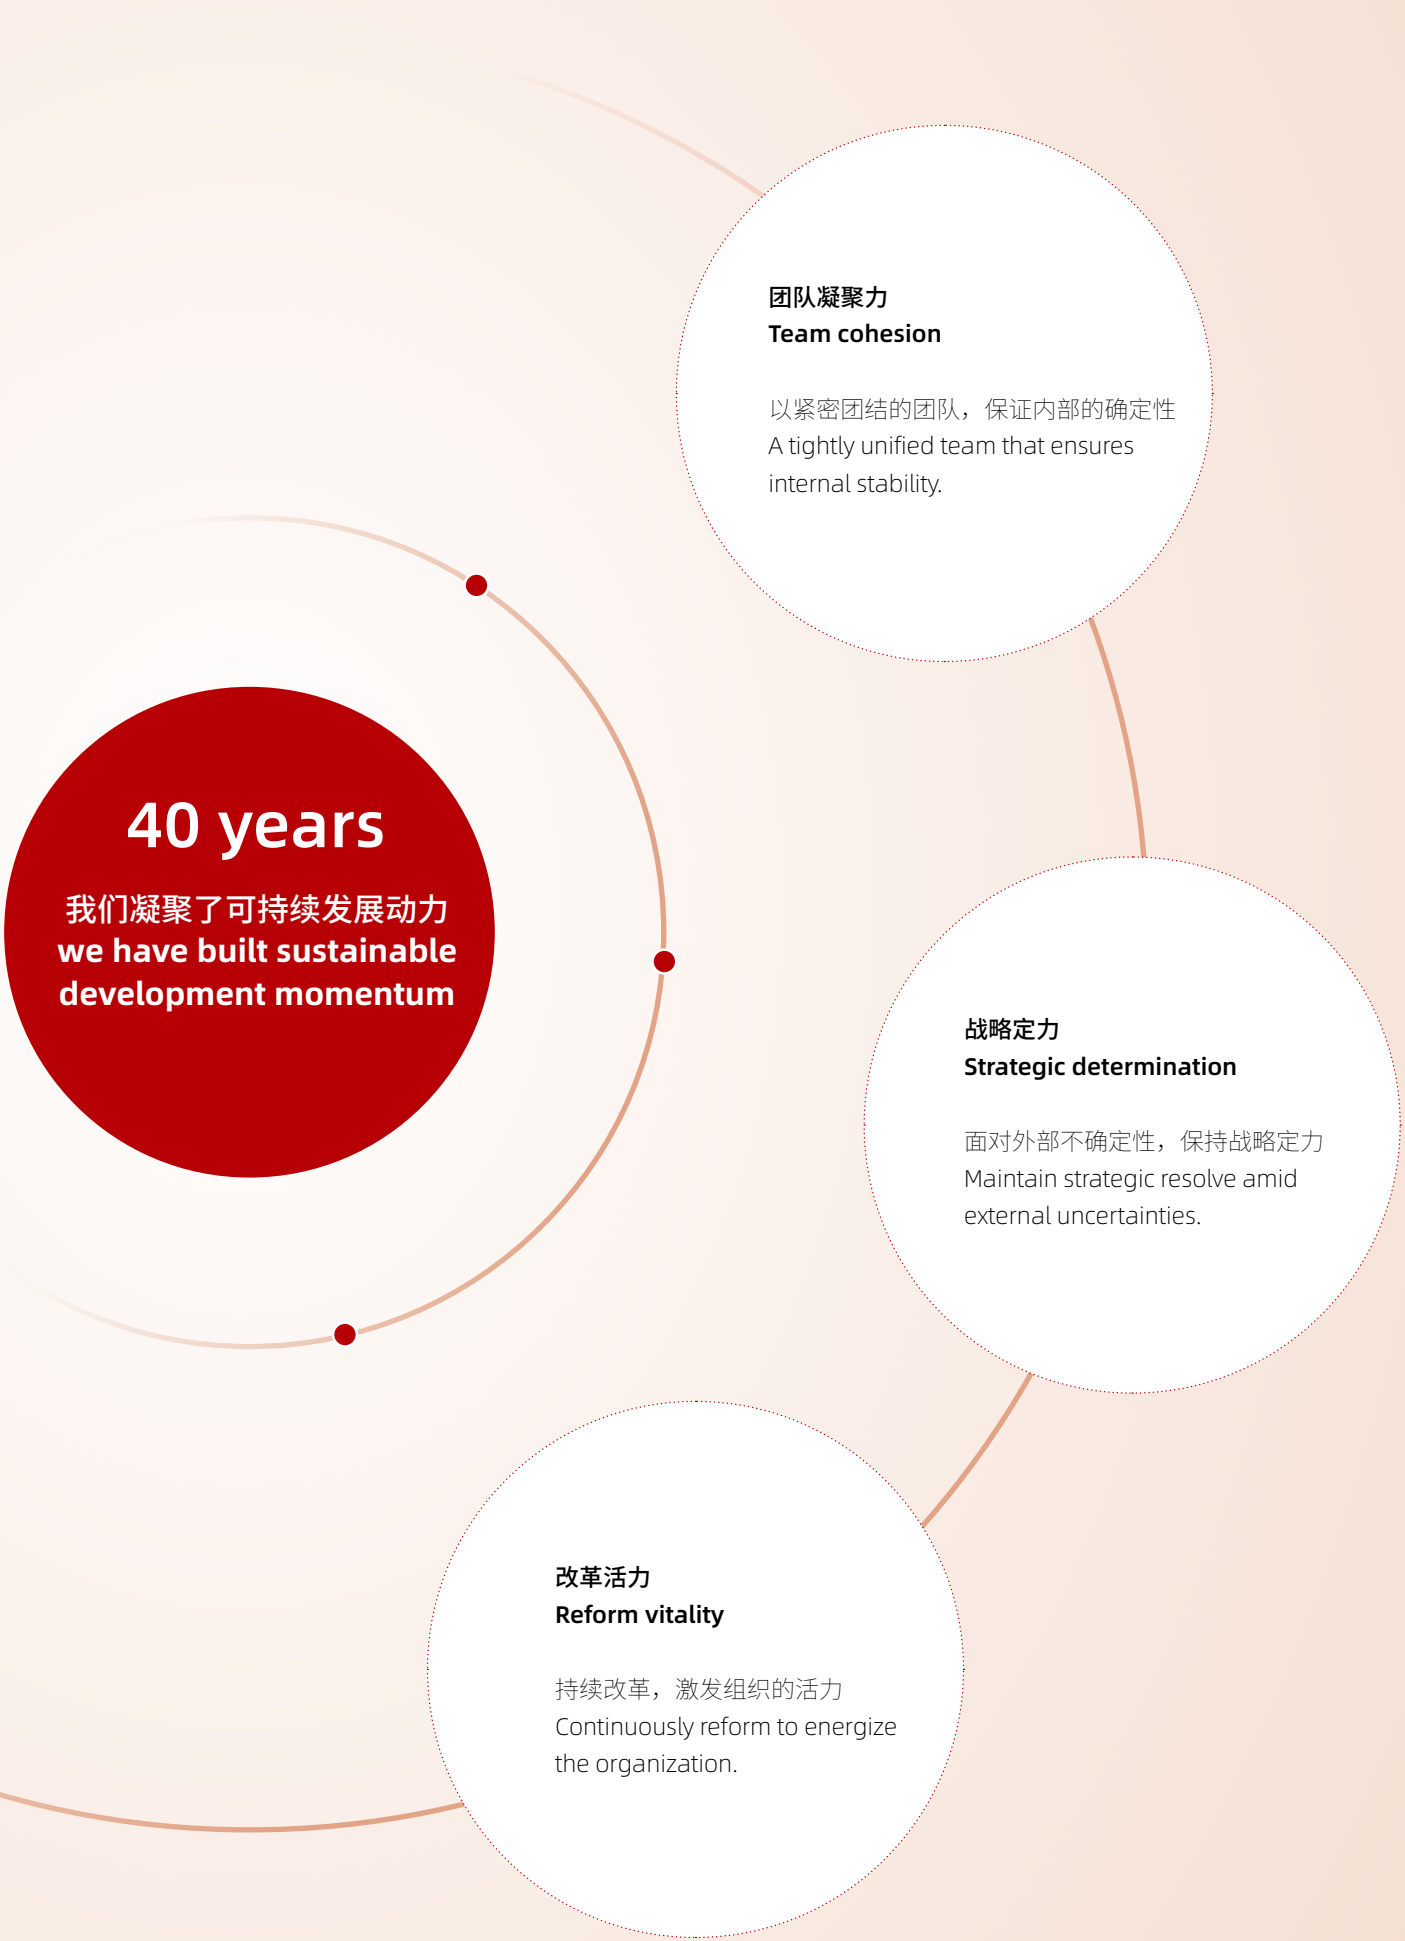 40 years
我们凝聚了可持续发展动力
we have built sustainable
development momentum
团队凝聚力
Team cohesion
以紧密团结的团队，保证内部的确定性
A tightly unified team that ensures
internal stability.
战略定力
Strategic determination
面对外部不确定性，保持战略定力
Maintain strategic resolve amid
external uncertainties.
改革活力
Reform vitality
持续改革，激发组织的活力
Continuously reform to energize
the organization.